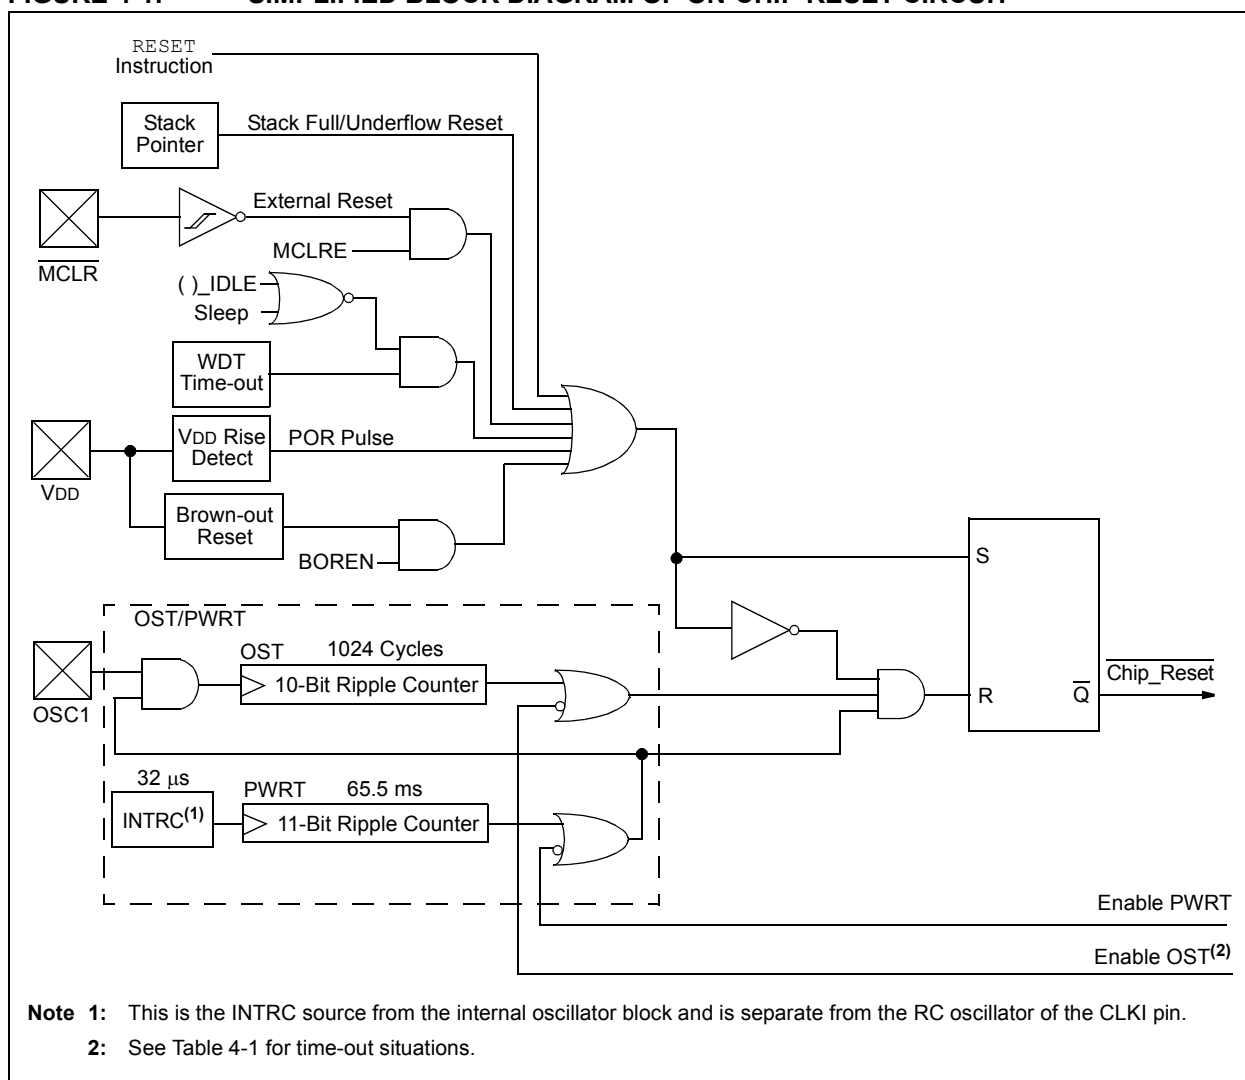 RESET
Instruction
Stack
Pointer
Stack Full/Underflow Reset
External Reset
MCLRE
MCLR
( )_IDLE
Sleep
WDT
Time-out
VDD Rise
Detect
POR Pulse
VDD
Brown-out
Reset
BOREN
S
OST/PWRT
OST
1024 Cycles
10-Bit Ripple Counter
OSC1
R
Q
Chip_Reset
32 μs
PWRT
65.5 ms
INTRC(1)
11-Bit Ripple Counter
Enable PWRT
Enable OST(2)
Note 1: This is the INTRC source from the internal oscillator block and is separate from the RC oscillator of the CLKI pin.
2: See Table 4-1 for time-out situations.